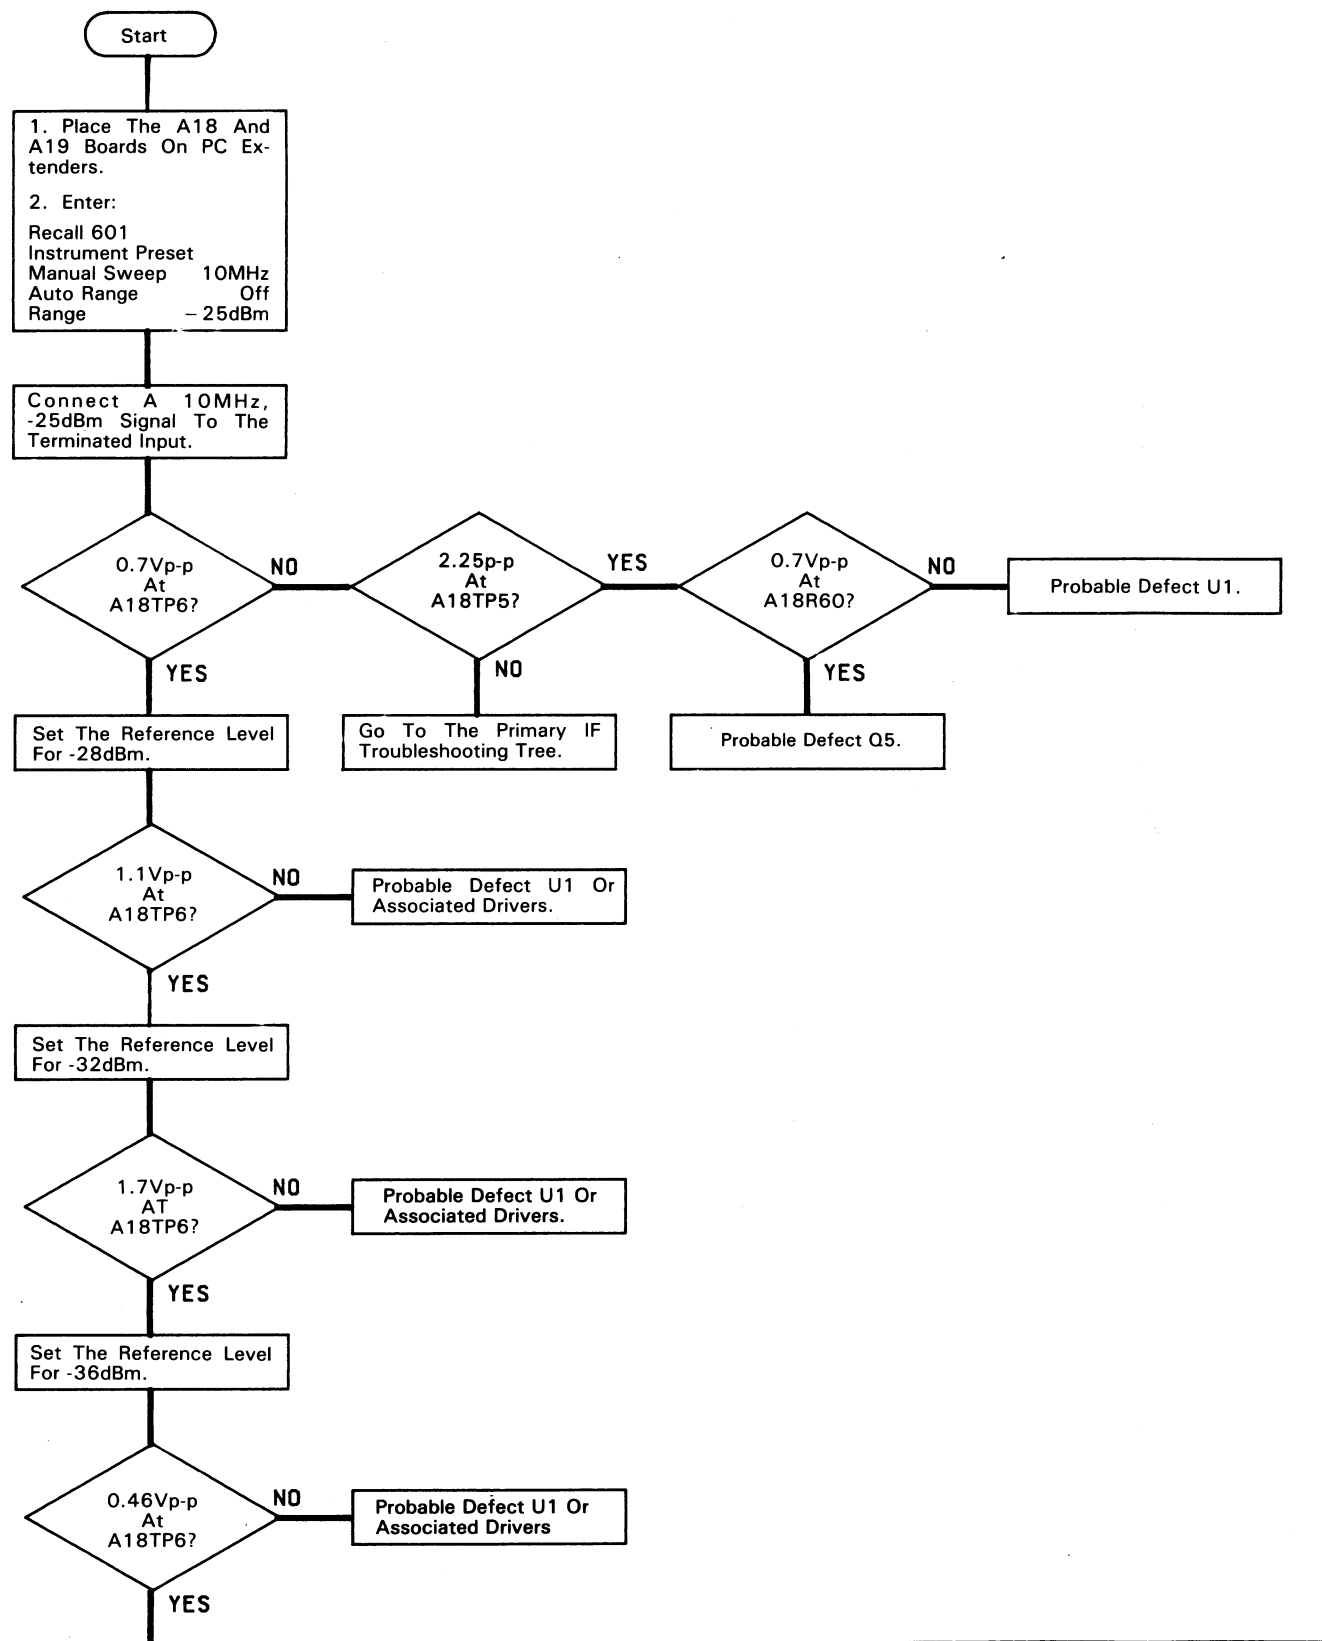 Start
1. Place The A18 And
A19 Boards On PC Ex-
tenders.
2. Enter:
Recall 601
Instrument Preset
Manual Sweep 10MHz
Auto Range Off
Range – 25dBm
Connect A 10MHz,
-25dBm Signal To The
Terminated Input.
0.7Vp-p
At
A18TP6?
NO
2.25p-p
At
A18TP5?
YES
0.7Vp-p
At
A18R60?
NO
Probable Defect U1.
YES
NO
YES
Set The Reference Level
For -28dBm.
Go To The Primary IF
Troubleshooting Tree.
Probable Defect Q5.
1.1Vp-p
At
A18TP6?
NO
Probable Defect U1 Or
Associated Drivers.
YES
Set The Reference Level
For -32dBm.
1.7Vp-p
AT
A18TP6?
NO
Probable Defect U1 Or
Associated Drivers.
YES
Set The Reference Level
For -36dBm.
0.46Vp-p
At
A18TP6?
NO
Probable Defect U1 Or
Associated Drivers
YES